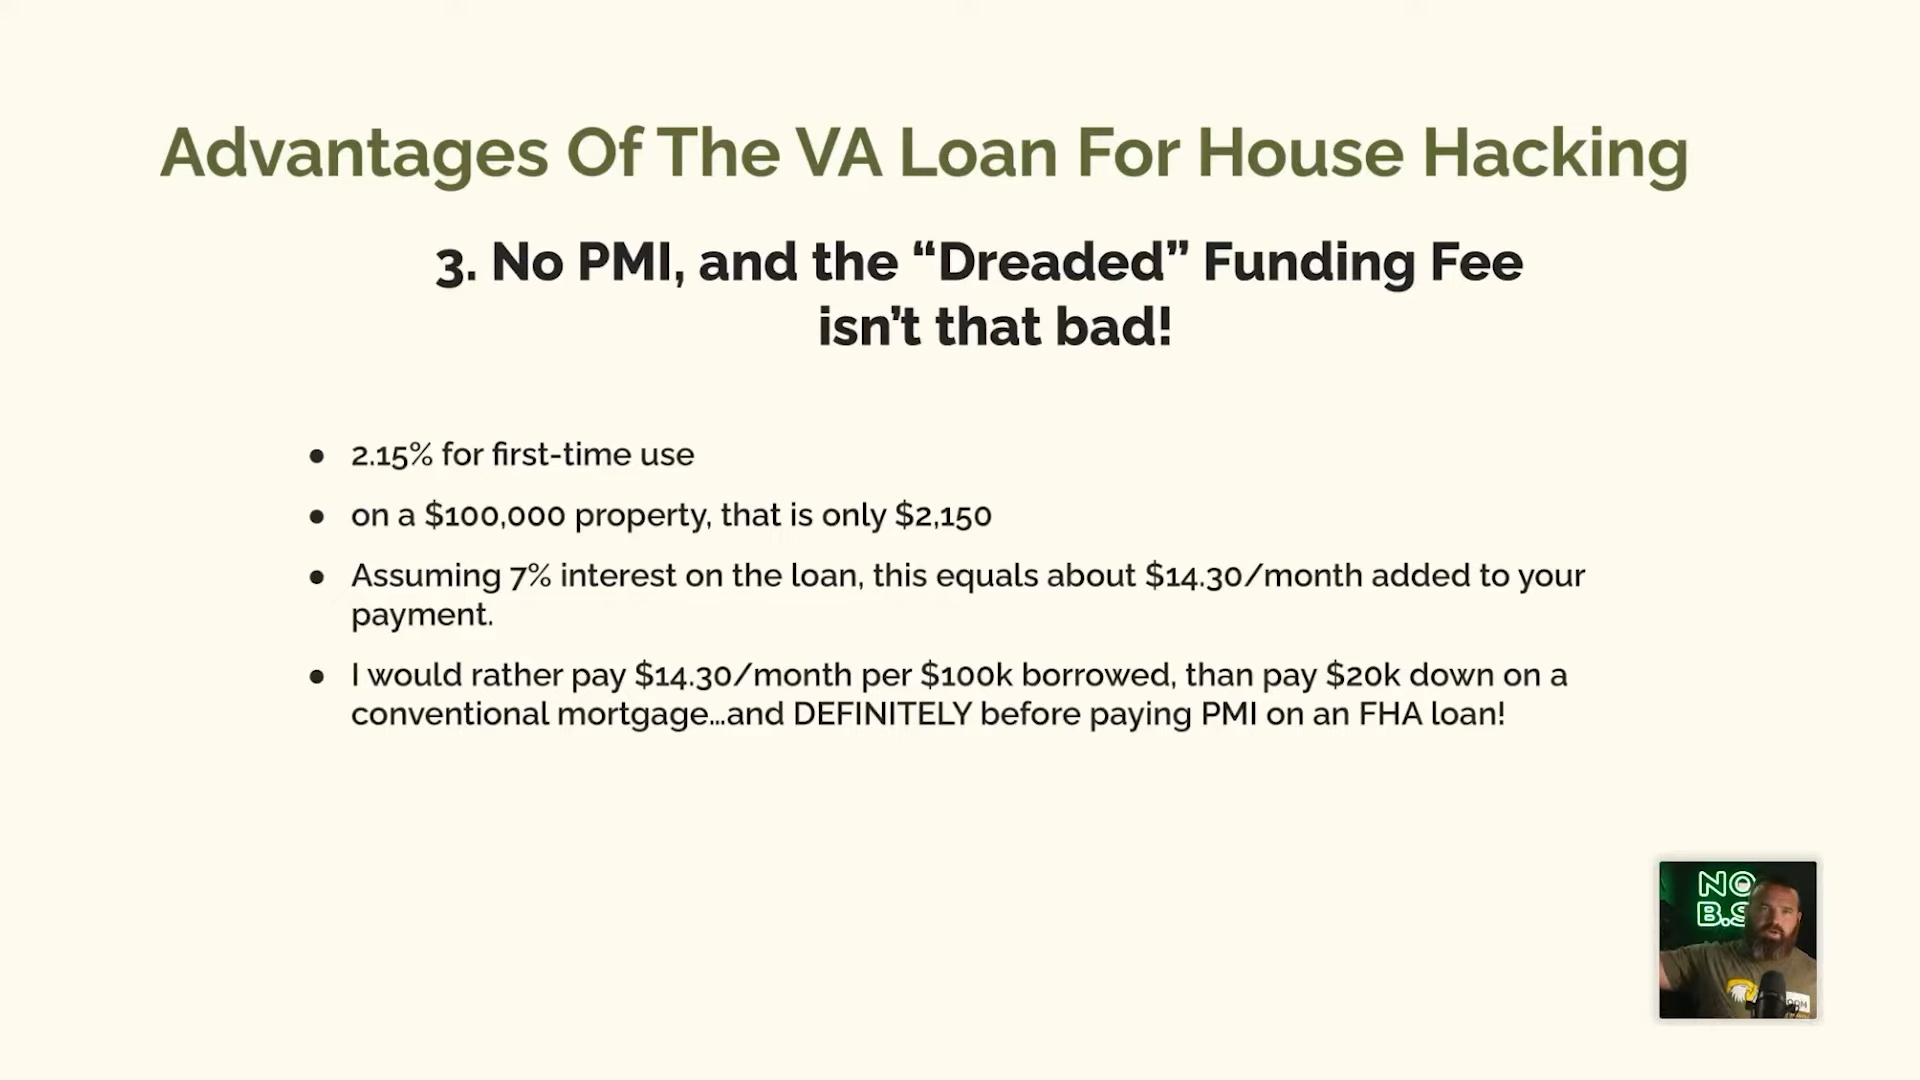 Advantages Of The VA Loan For House Hacking
3. No PMI, and the “Dreaded” Funding Fee
isn’t that bad!
● 2.15% for first-time use
● on a $100,000 property, that is only $2,150
● Assuming 7% interest on the loan, this equals about $14.30/month added to your
payment.
● I would rather pay $14.30/month per $100k borrowed, than pay $20k down on a
conventional mortgage...and DEFINITELY before paying PMI on an FHA loan!
NO
B.S